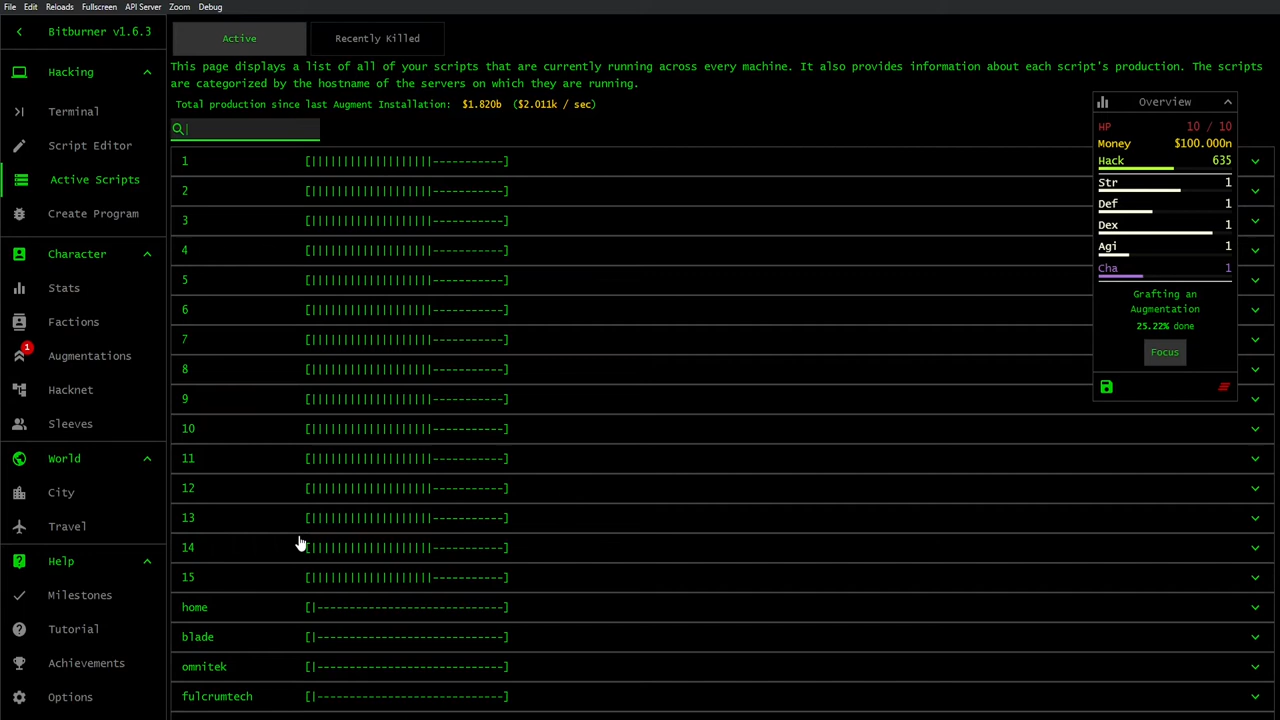 File Edit Reloads Fullscreen API Server Zoom Debug
Bitburner v1.6.3
Hacking
Terminal
Script Editor
Active Scripts
Create Program
Character
Stats
Factions
1
Augmentations
Hacknet
Sleeves
World
City
Travel
Help
Milestones
Tutorial
Achievements
Options
Active
Recently Killed
This page displays a list of all of your scripts that are currently running across every machine. It also provides information about each script's production. The scripts
are categorized by the hostname of the servers on which they are running.
Total production since last Augment Installation: $1.820b ($2.011k / sec)
1 [|||||||||||||||||||-----------]
2 [|||||||||||||||||||-----------]
3 [|||||||||||||||||||-----------]
4 [|||||||||||||||||||-----------]
5 [|||||||||||||||||||-----------]
6 [|||||||||||||||||||-----------]
7 [|||||||||||||||||||-----------]
8 [|||||||||||||||||||-----------]
9 [|||||||||||||||||||-----------]
10 [|||||||||||||||||||-----------]
11 [|||||||||||||||||||-----------]
12 [|||||||||||||||||||-----------]
13 [|||||||||||||||||||-----------]
14 [|||||||||||||||||||-----------]
15 [|||||||||||||||||||-----------]
home [|-----------------------------]
blade [|-----------------------------]
omnitek [|-----------------------------]
fulcrumtech [|-----------------------------]
Overview
HP 10 / 10
Money $100.000n
Hack 635
Str 1
Def 1
Dex 1
Agi 1
Cha 1
Grafting an
Augmentation
25.22% done
Focus